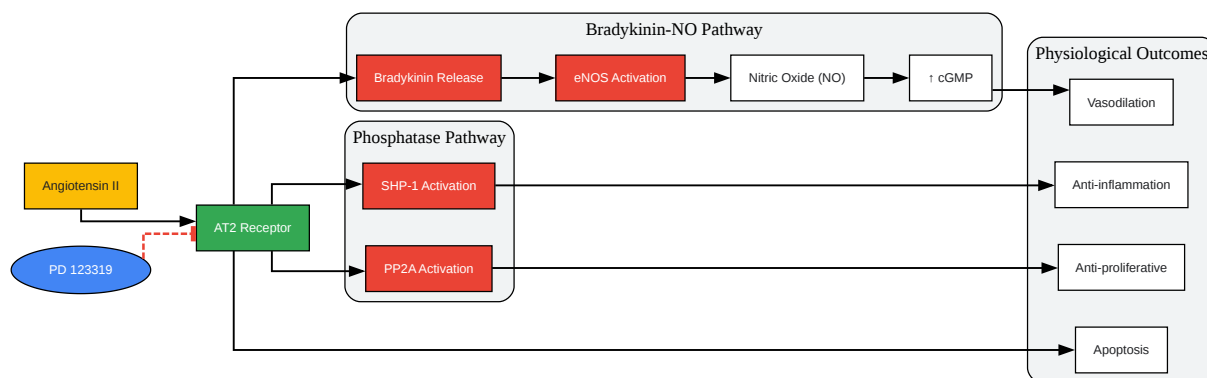 Bradykinin-NO Pathway
Bradykinin Release
eNOS Activation
Nitric Oxide (NO)
↑ cGMP
Physiological Outcomes
Vasodilation
Phosphatase Pathway
Angiotensin II
SHP-1 Activation
Anti-inflammation
AT2 Receptor
PD 123319
PP2A Activation
Anti-proliferative
Apoptosis